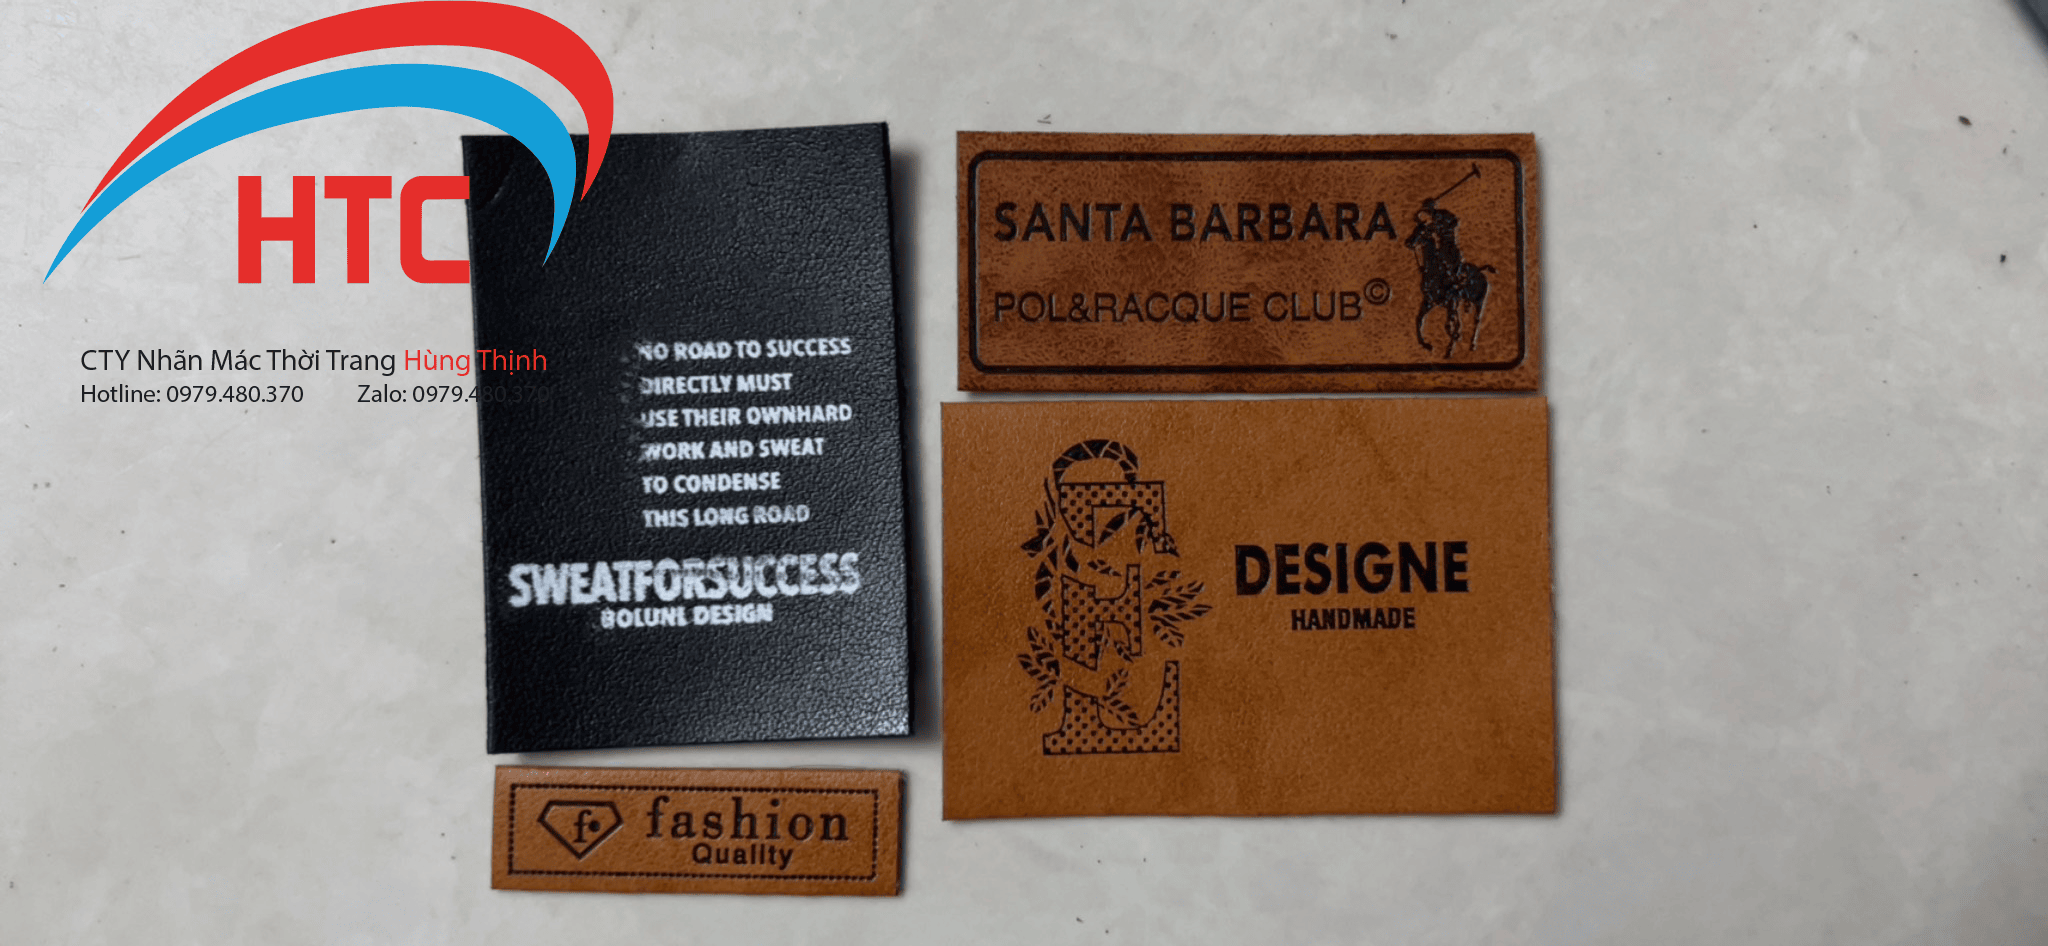 HTC
CTY Nhãn Mác Thời Trang Hùng Thịnh
Hotline: 0979.480.370 Zalo: 0979.480.370
NO ROAD TO SUCCESS
DIRECTLY MUST
USE THEIR OWNHARD
WORK AND SWEAT
TO CONDENSE
THIS LONG ROAD
SWEATFORSUCCESS
BOLUNL DESIGN
f
fashion
Quality
SANTA BARBARA
POL&RACQUE CLUB©
DESIGNE
HANDMADE